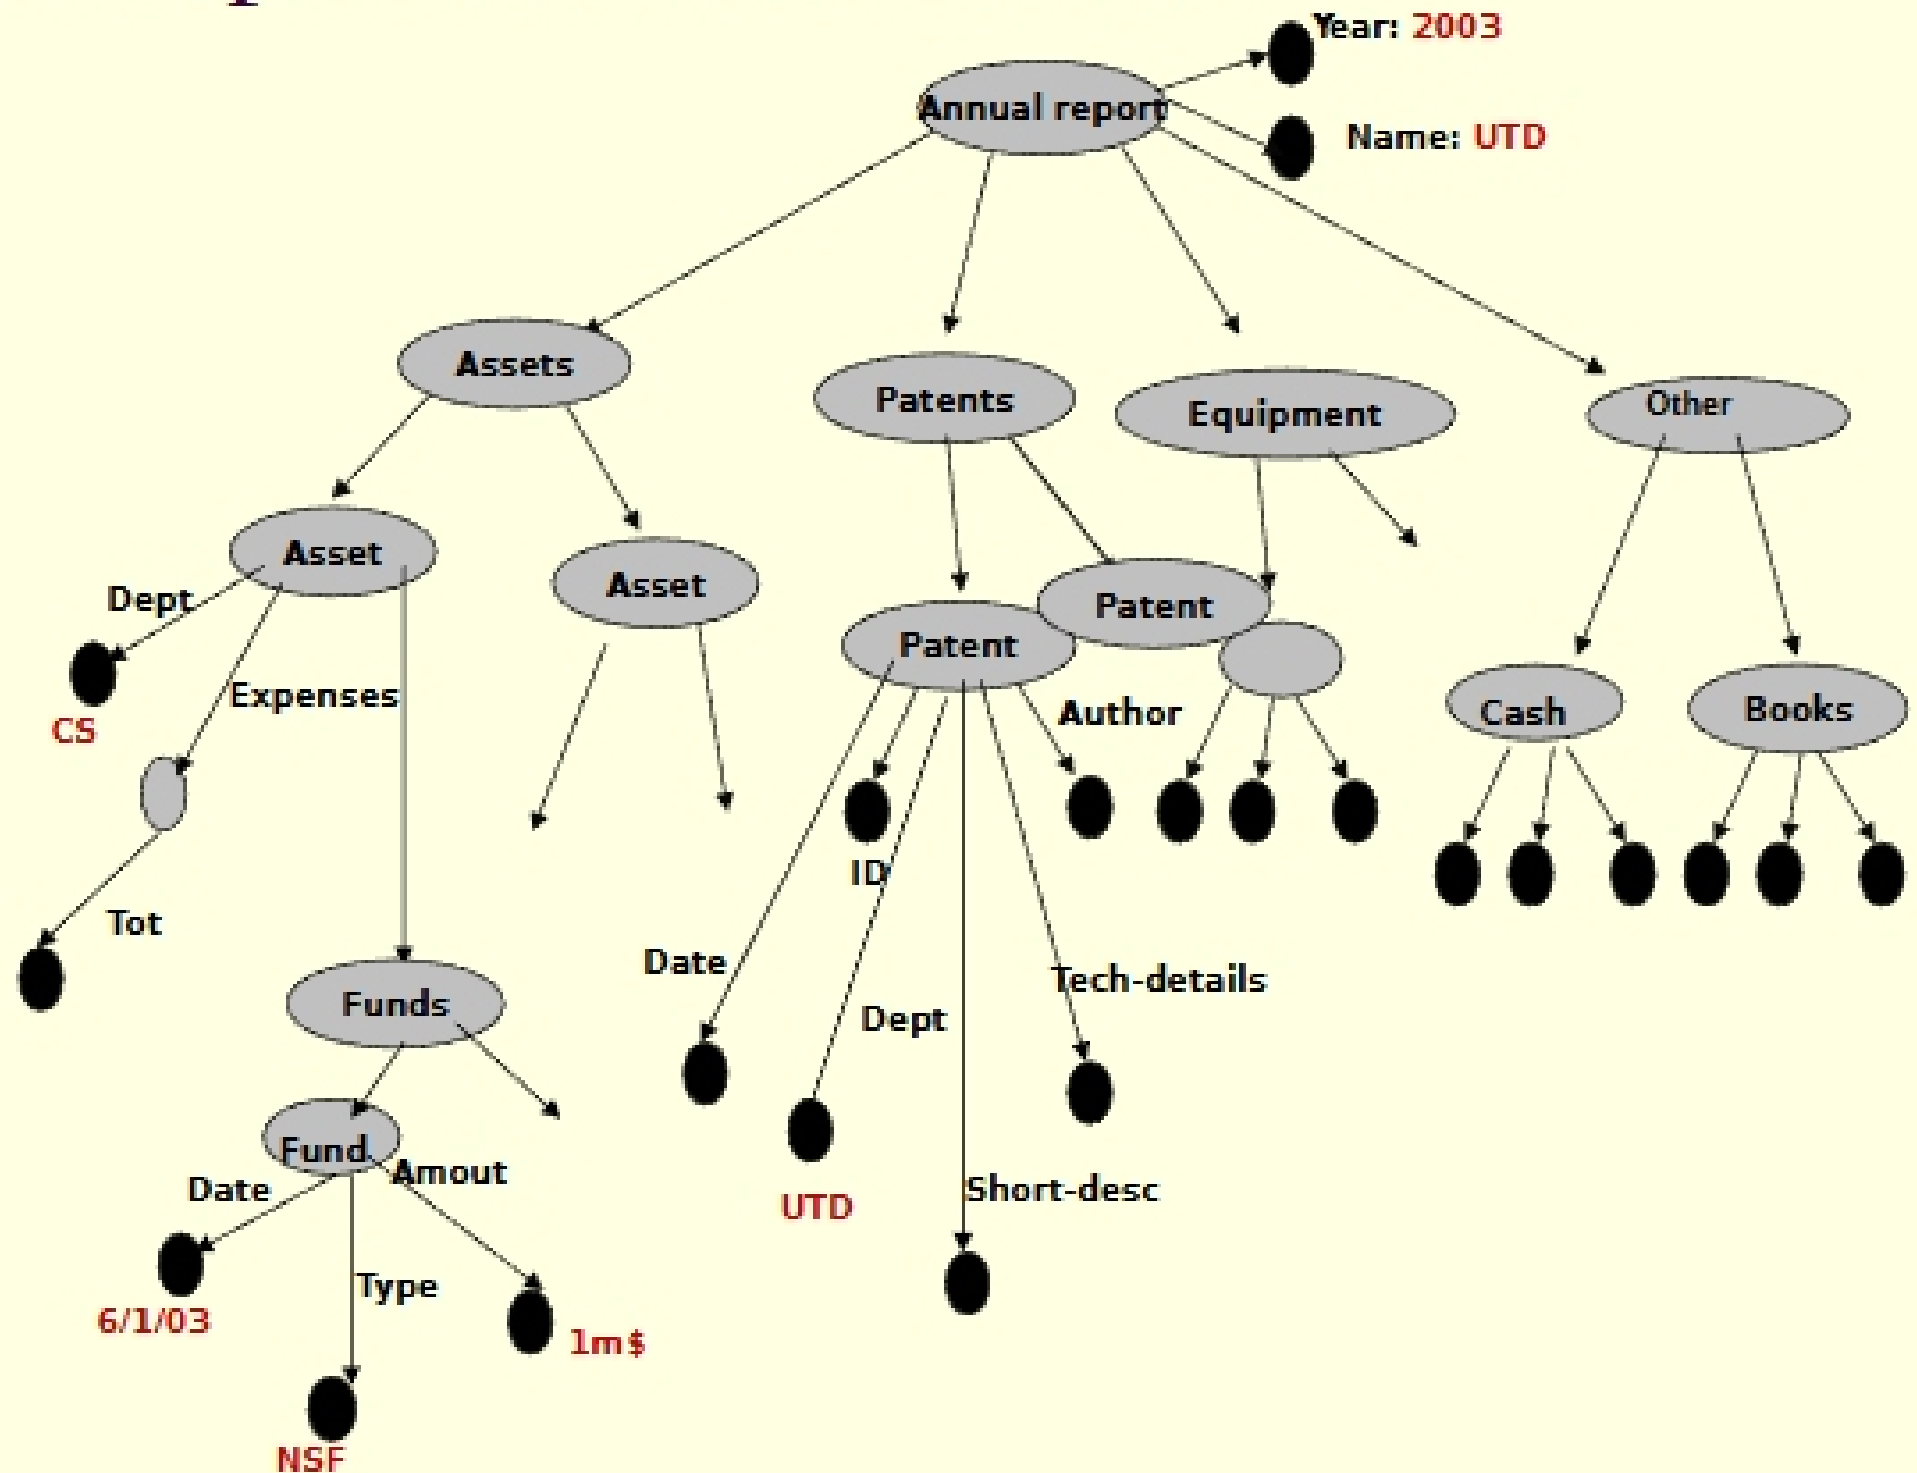 Year: 2003
Annual report
Name: UTD
Assets
Patents
Equipment
Other
Asset
Asset
Dept
Patent
Patent
Expenses
CS
Author
Cash
Books
ID
Tot
Date
Tech-details
Funds
Dept
Fund
Amout
Date
Short-desc
UTD
Type
6/1/03
1m$
NSF